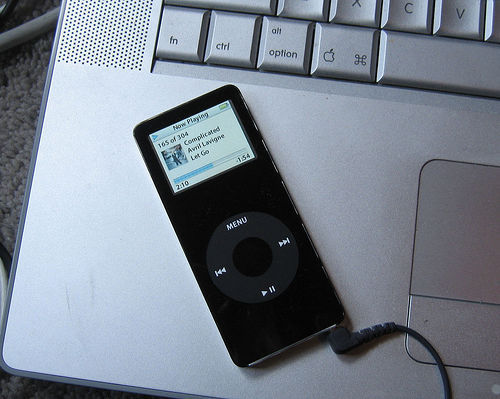 X C V
fn ctrl alt option ⌘
Now Playing
165 of 304
Complicated
Avril Lavigne
Let Go
2:10 -1:54
MENU